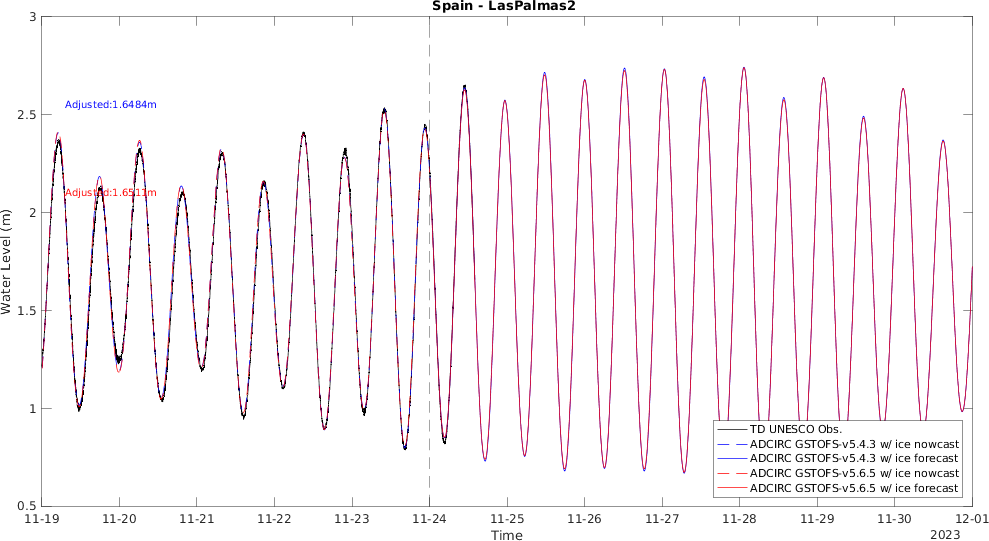 Spain - LasPalmas2
3
2.5
2
1.5
1
0.5
Water Level (m)
Adjusted:1.6484m
Adjusted:1.6511m
TD UNESCO Obs.
ADCIRC GSTOFS-v5.4.3 w/ ice nowcast
ADCIRC GSTOFS-v5.4.3 w/ ice forecast
ADCIRC GSTOFS-v5.6.5 w/ ice nowcast
ADCIRC GSTOFS-v5.6.5 w/ ice forecast
11-19 11-20 11-21 11-22 11-23 11-24 11-25 11-26 11-27 11-28 11-29 11-30 12-01
Time
2023